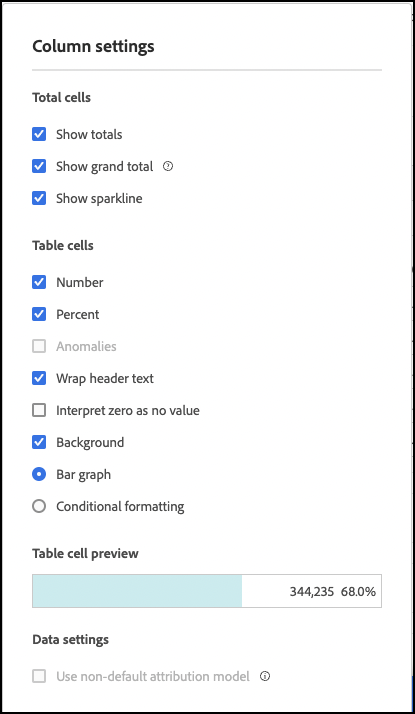 Column settings
Total cells
Show totals
Show grand total
Show sparkline
Table cells
Number
Percent
Anomalies
Wrap header text
Interpret zero as no value
Background
Bar graph
Conditional formatting
Table cell preview
344,235 68.0%
Data settings
Use non-default attribution model